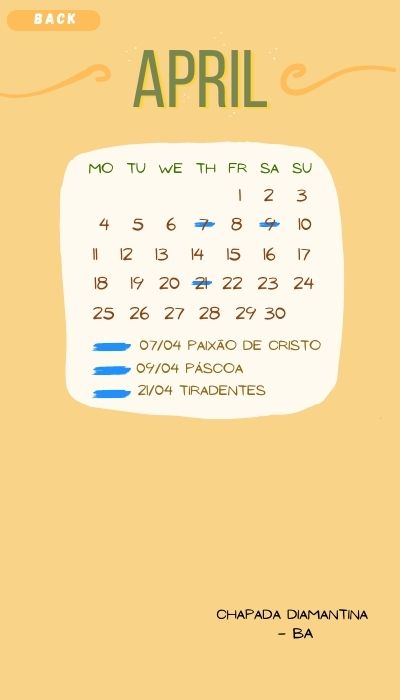 BACK
APRIL
MO TU WE TH FR SA SU
1 2 3
4 5 6 7 8 9 10
11 12 13 14 15 16 17
18 19 20 21 22 23 24
25 26 27 28 29 30
07/04 PAIXÃO DE CRISTO
09/04 PÁSCOA
21/04 TIRADENTES
CHAPADA DIAMANTINA
- BA